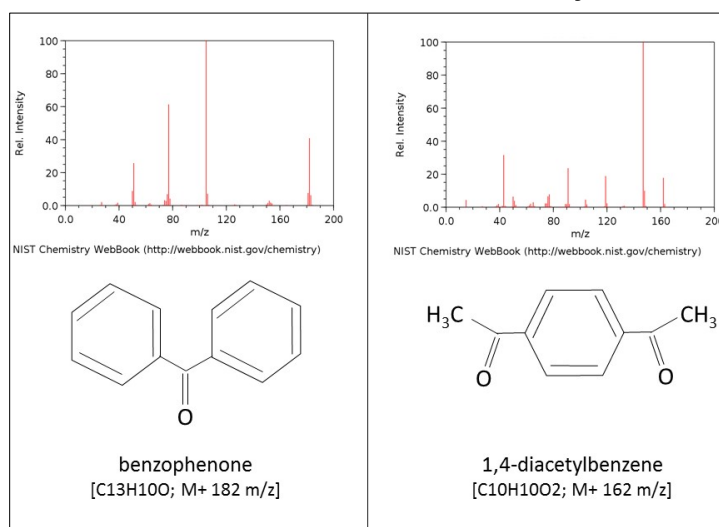 100
80
60
40
20
0.0
Rel. Intensity
0.0 40 80 120 160 200
m/z
NIST Chemistry WebBook (http://webbook.nist.gov/chemistry)
O
benzophenone
[C13H10O; M+ 182 m/z]
100
80
60
40
20
0.0
Rel. Intensity
0.0 40 80 120 160 200
m/z
NIST Chemistry WebBook (http://webbook.nist.gov/chemistry)
H3C CH3
O O
1,4-diacetylbenzene
[C10H10O2; M+ 162 m/z]